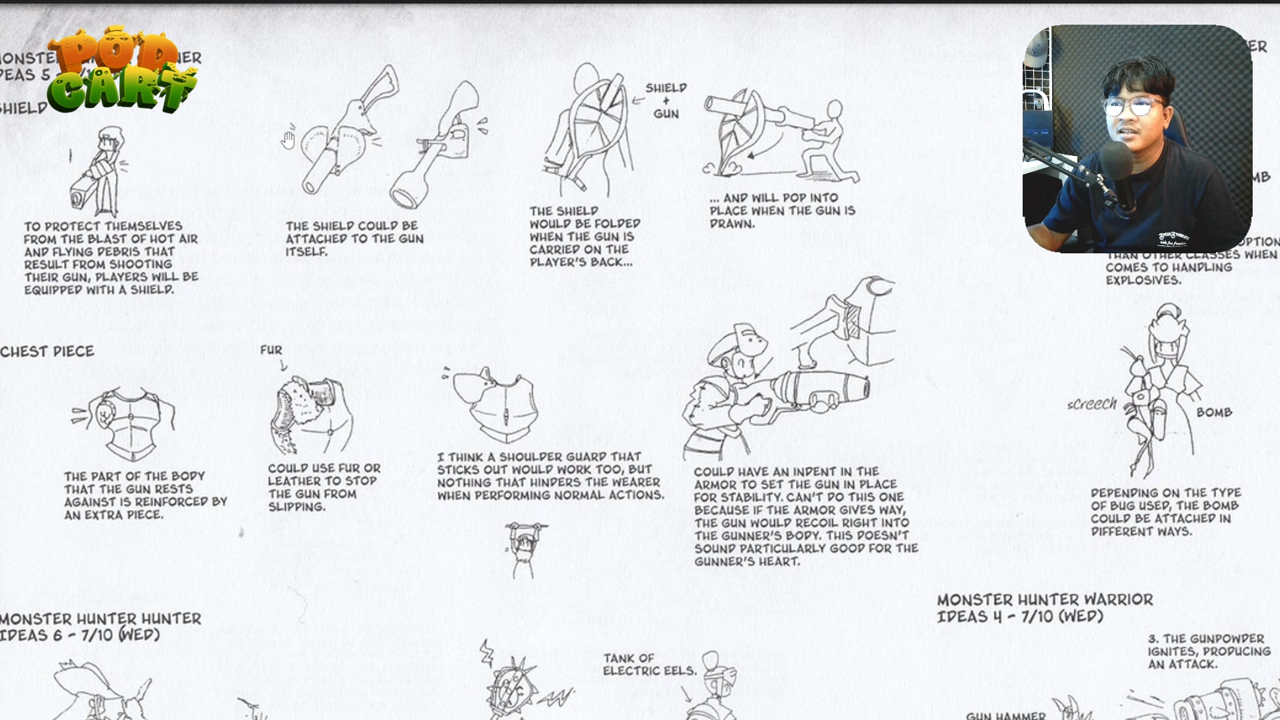 POD
CART
IDEAS 5
SHIELD
TO PROTECT THEMSELVES
FROM THE BLAST OF HOT AIR
AND FLYING DEBRIS THAT
RESULT FROM SHOOTING
THEIR GUN, PLAYERS WILL BE
EQUIPPED WITH A SHIELD.
THE SHIELD COULD BE
ATTACHED TO THE GUN
ITSELF.
SHIELD
+
GUN
THE SHIELD
WOULD BE FOLDED
WHEN THE GUN IS
CARRIED ON THE
PLAYER'S BACK...
... AND WILL POP INTO
PLACE WHEN THE GUN IS
DRAWN.
THAN OTHER CLASSES WHEN
COMES TO HANDLING
EXPLOSIVES.
CHEST PIECE
THE PART OF THE BODY
THAT THE GUN RESTS
AGAINST IS REINFORCED BY
AN EXTRA PIECE.
FUR
COULD USE FUR OR
LEATHER TO STOP
THE GUN FROM
SLIPPING.
I THINK A SHOULDER GUARD THAT
STICKS OUT WOULD WORK TOO, BUT
NOTHING THAT HINDERS THE WEARER
WHEN PERFORMING NORMAL ACTIONS.
COULD HAVE AN INDENT IN THE
ARMOR TO SET THE GUN IN PLACE
FOR STABILITY. CAN'T DO THIS ONE
BECAUSE IF THE ARMOR GIVES WAY,
THE GUN WOULD RECOIL RIGHT INTO
THE GUNNER'S BODY. THIS DOESN'T
SOUND PARTICULARLY GOOD FOR THE
GUNNER'S HEART.
screech
BOMB
DEPENDING ON THE TYPE
OF BUG USED, THE BOMB
COULD BE ATTACHED IN
DIFFERENT WAYS.
MONSTER HUNTER HUNTER
IDEAS 6 - 7/10 (WED)
TANK OF
ELECTRIC EELS.
MONSTER HUNTER WARRIOR
IDEAS 4 - 7/10 (WED)
3. THE GUNPOWDER
IGNITES, PRODUCING
AN ATTACK.
GUN HAMMER